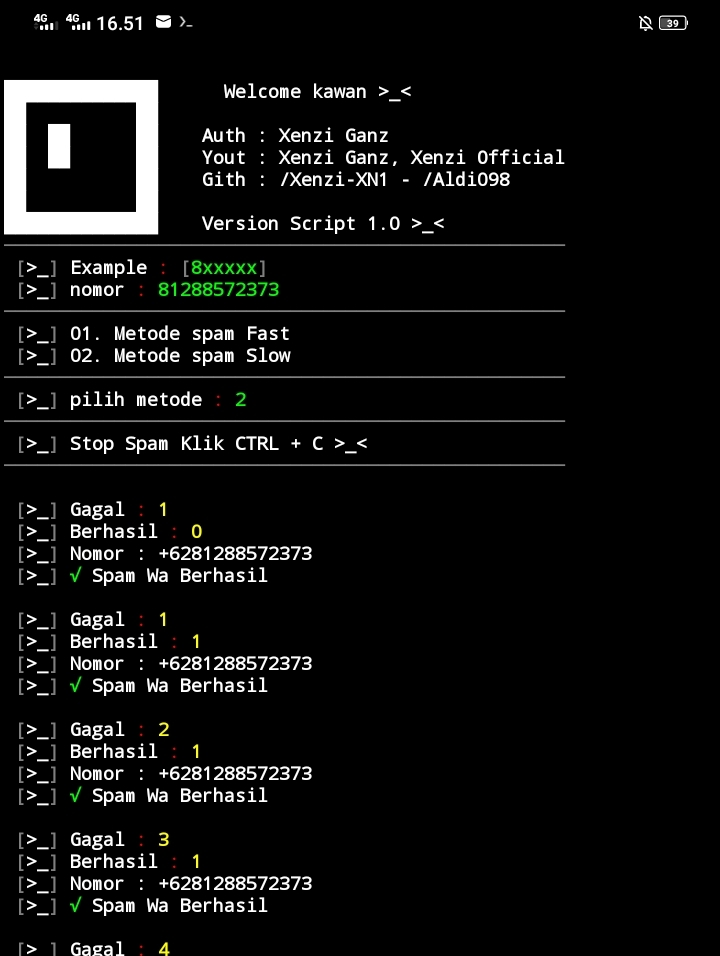 4G 4G 16.51 >_ 39
Welcome kawan >_<
Auth : Xenzi Ganz
Yout : Xenzi Ganz, Xenzi Official
Gith : /Xenzi-XN1 - /Aldi098
Version Script 1.0 >_<
[>_] Example : [8xxxxx]
[>_] nomor : 81288572373
[>_] 01. Metode spam Fast
[>_] 02. Metode spam Slow
[>_] pilih metode : 2
[>_] Stop Spam Klik CTRL + C >_<
[>_] Gagal : 1
[>_] Berhasil : 0
[>_] Nomor : +6281288572373
[>_] √ Spam Wa Berhasil
[>_] Gagal : 1
[>_] Berhasil : 1
[>_] Nomor : +6281288572373
[>_] √ Spam Wa Berhasil
[>_] Gagal : 2
[>_] Berhasil : 1
[>_] Nomor : +6281288572373
[>_] √ Spam Wa Berhasil
[>_] Gagal : 3
[>_] Berhasil : 1
[>_] Nomor : +6281288572373
[>_] √ Spam Wa Berhasil
[>_] Gagal : 4